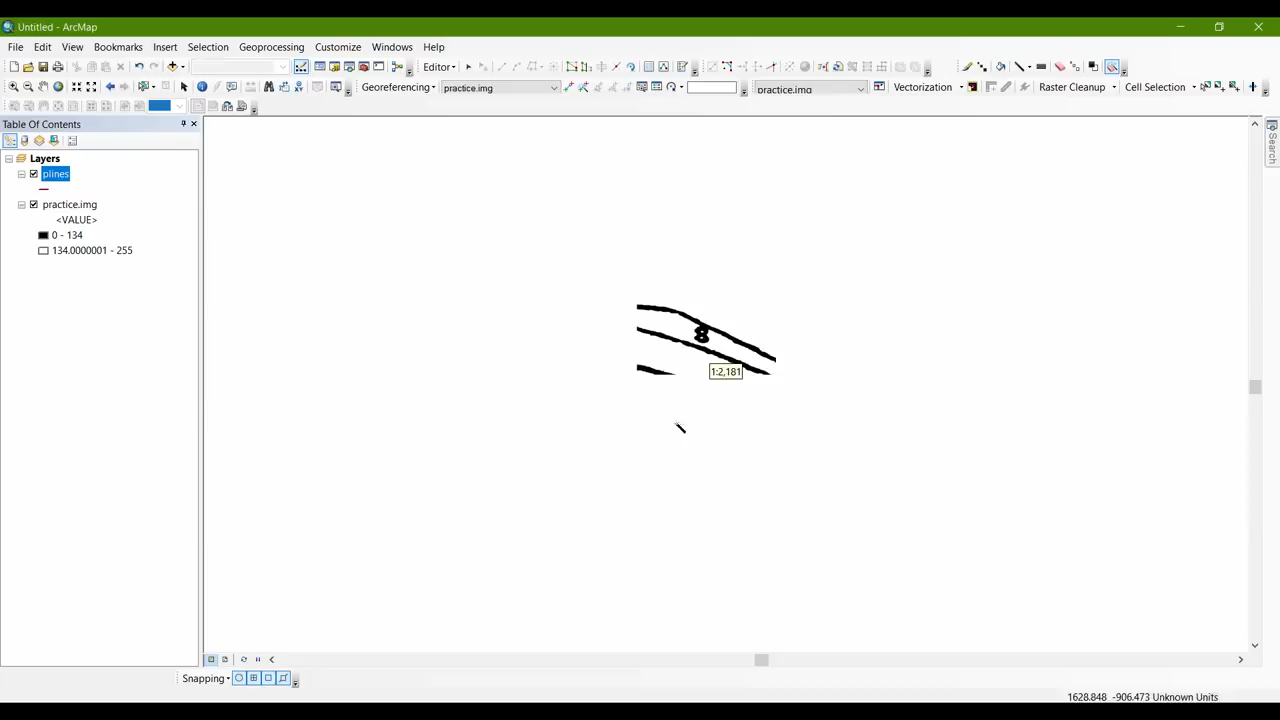 Untitled - ArcMap
File Edit View Bookmarks Insert Selection Geoprocessing Customize Windows Help
Editor
Georeferencing practice.img practice.img Vectorization Raster Cleanup Cell Selection
Table Of Contents
Layers
plines
practice.img
<VALUE>
0 - 134
134.0000001 - 255
8
1:2,181
Search
Snapping
1628.848 -906.473 Unknown Units